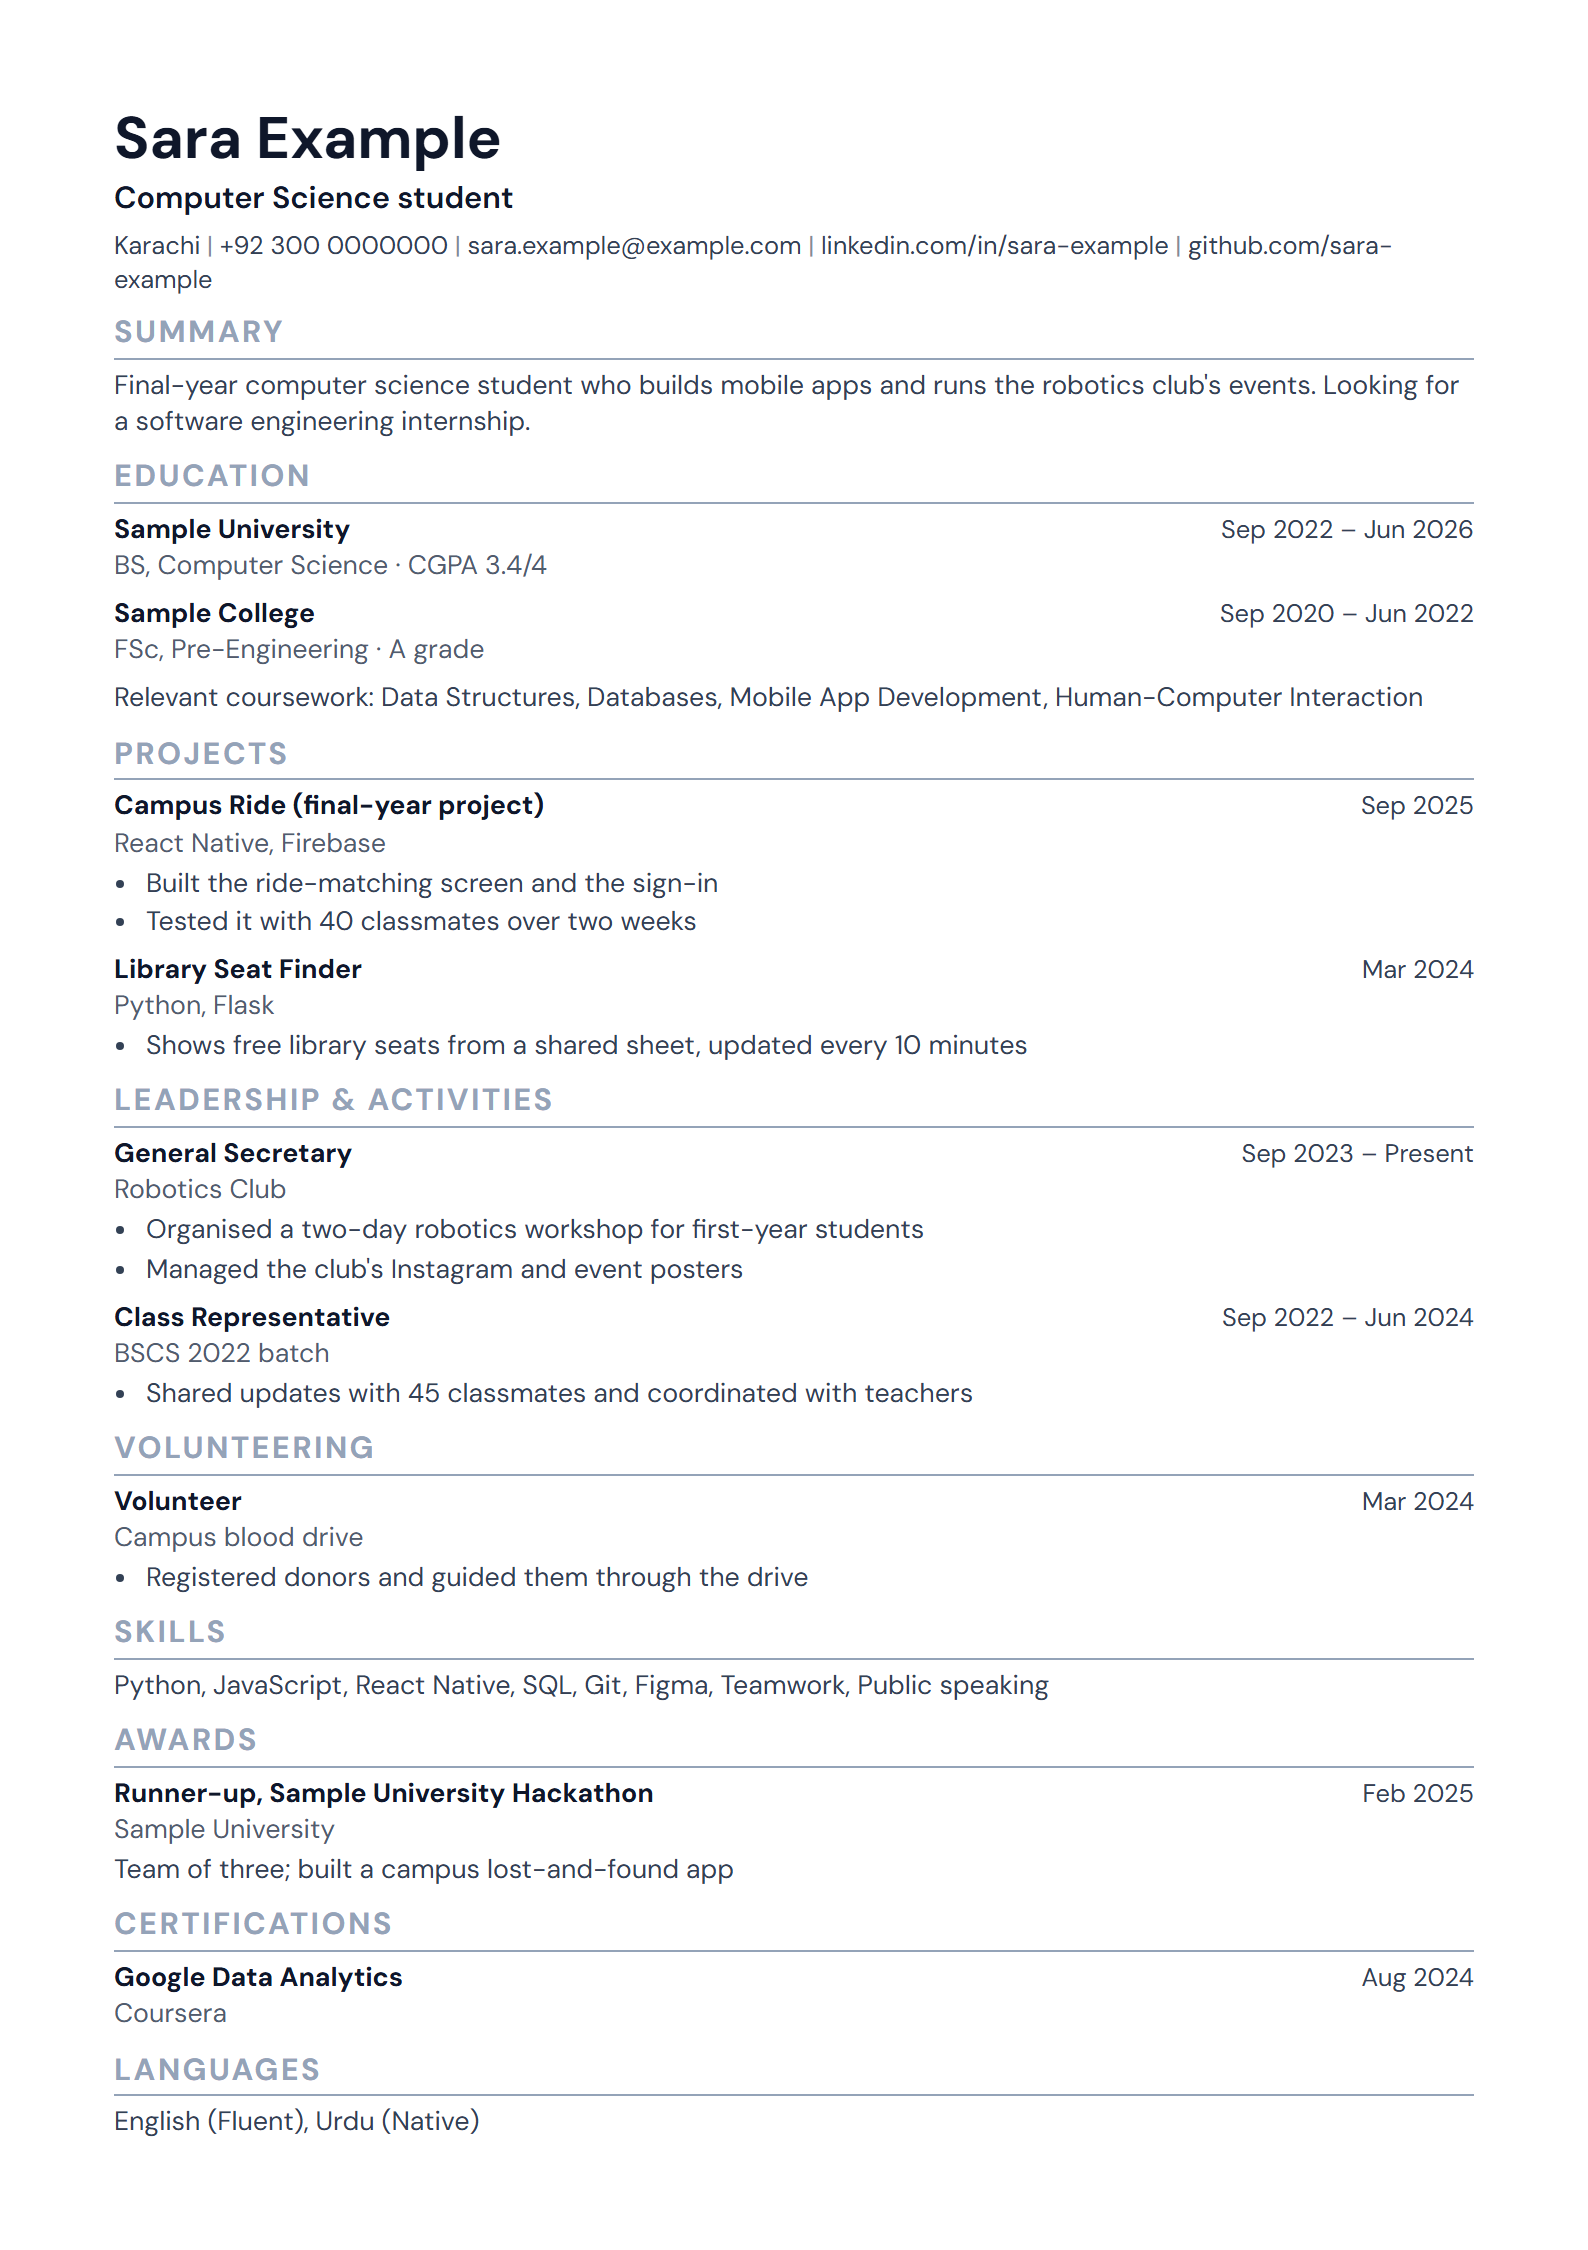 Sara Example
Computer Science student
Karachi | +92 300 0000000 | sara.example@example.com | linkedin.com/in/sara-example | github.com/sara-
example
SUMMARY
Final-year computer science student who builds mobile apps and runs the robotics club's events. Looking for
a software engineering internship.
EDUCATION
Sample University Sep 2022 – Jun 2026
BS, Computer Science · CGPA 3.4/4
Sample College Sep 2020 – Jun 2022
FSc, Pre-Engineering · A grade
Relevant coursework: Data Structures, Databases, Mobile App Development, Human-Computer Interaction
PROJECTS
Campus Ride (final-year project) Sep 2025
React Native, Firebase
• Built the ride-matching screen and the sign-in
• Tested it with 40 classmates over two weeks
Library Seat Finder Mar 2024
Python, Flask
• Shows free library seats from a shared sheet, updated every 10 minutes
LEADERSHIP & ACTIVITIES
General Secretary Sep 2023 – Present
Robotics Club
• Organised a two-day robotics workshop for first-year students
• Managed the club's Instagram and event posters
Class Representative Sep 2022 – Jun 2024
BSCS 2022 batch
• Shared updates with 45 classmates and coordinated with teachers
VOLUNTEERING
Volunteer Mar 2024
Campus blood drive
• Registered donors and guided them through the drive
SKILLS
Python, JavaScript, React Native, SQL, Git, Figma, Teamwork, Public speaking
AWARDS
Runner-up, Sample University Hackathon Feb 2025
Sample University
Team of three; built a campus lost-and-found app
CERTIFICATIONS
Google Data Analytics Aug 2024
Coursera
LANGUAGES
English (Fluent), Urdu (Native)